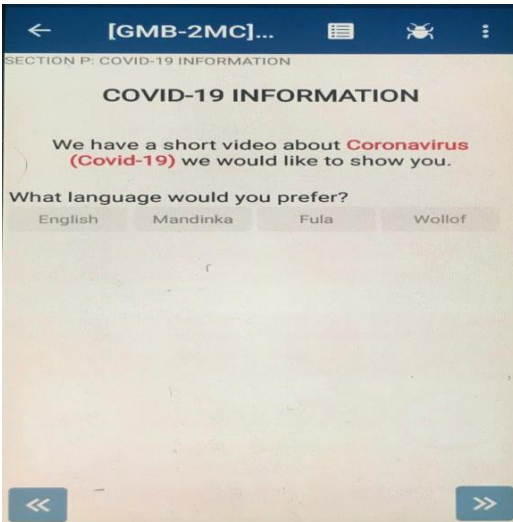 [GMB-2MC]...
SECTION P: COVID-19 INFORMATION
COVID-19 INFORMATION
We have a short video about Coronavirus
(Covid-19) we would like to show you.
What language would you prefer?
English Mandinka Fula Wollof